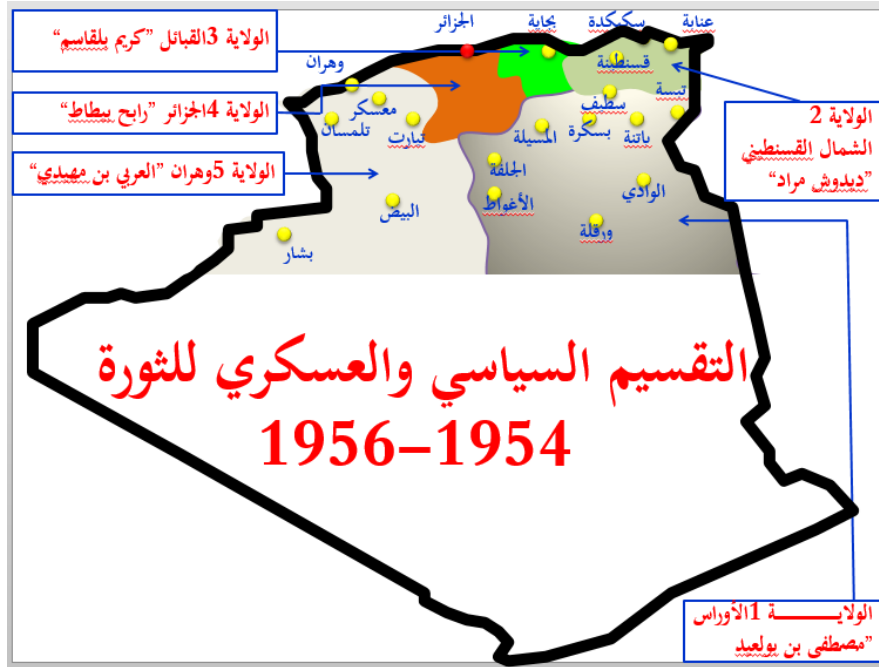 الولاية 3القبائل "كريم بلقاسم"
الجزائر
بجاية
سكيكدة
عنابة
وهران
قسنطينة
تبسة
الولاية 4الجزائر "رابح بيطاط"
معسكر
تلمسان
تيارت
سطيف
المسيلة
بسكرة
باتنة
الولاية 2
الشمال القسنطيني
"ديدوش مراد"
الولاية 5وهران "العربي بن مهيدي"
الجلفة
الأغواط
الوادي
البيض
ورقلة
بشار
التقسيم السياسي والعسكري للثورة
1954–1956
الولايـــــــــة 1الأوراس
"مصطفى بن بولعيد